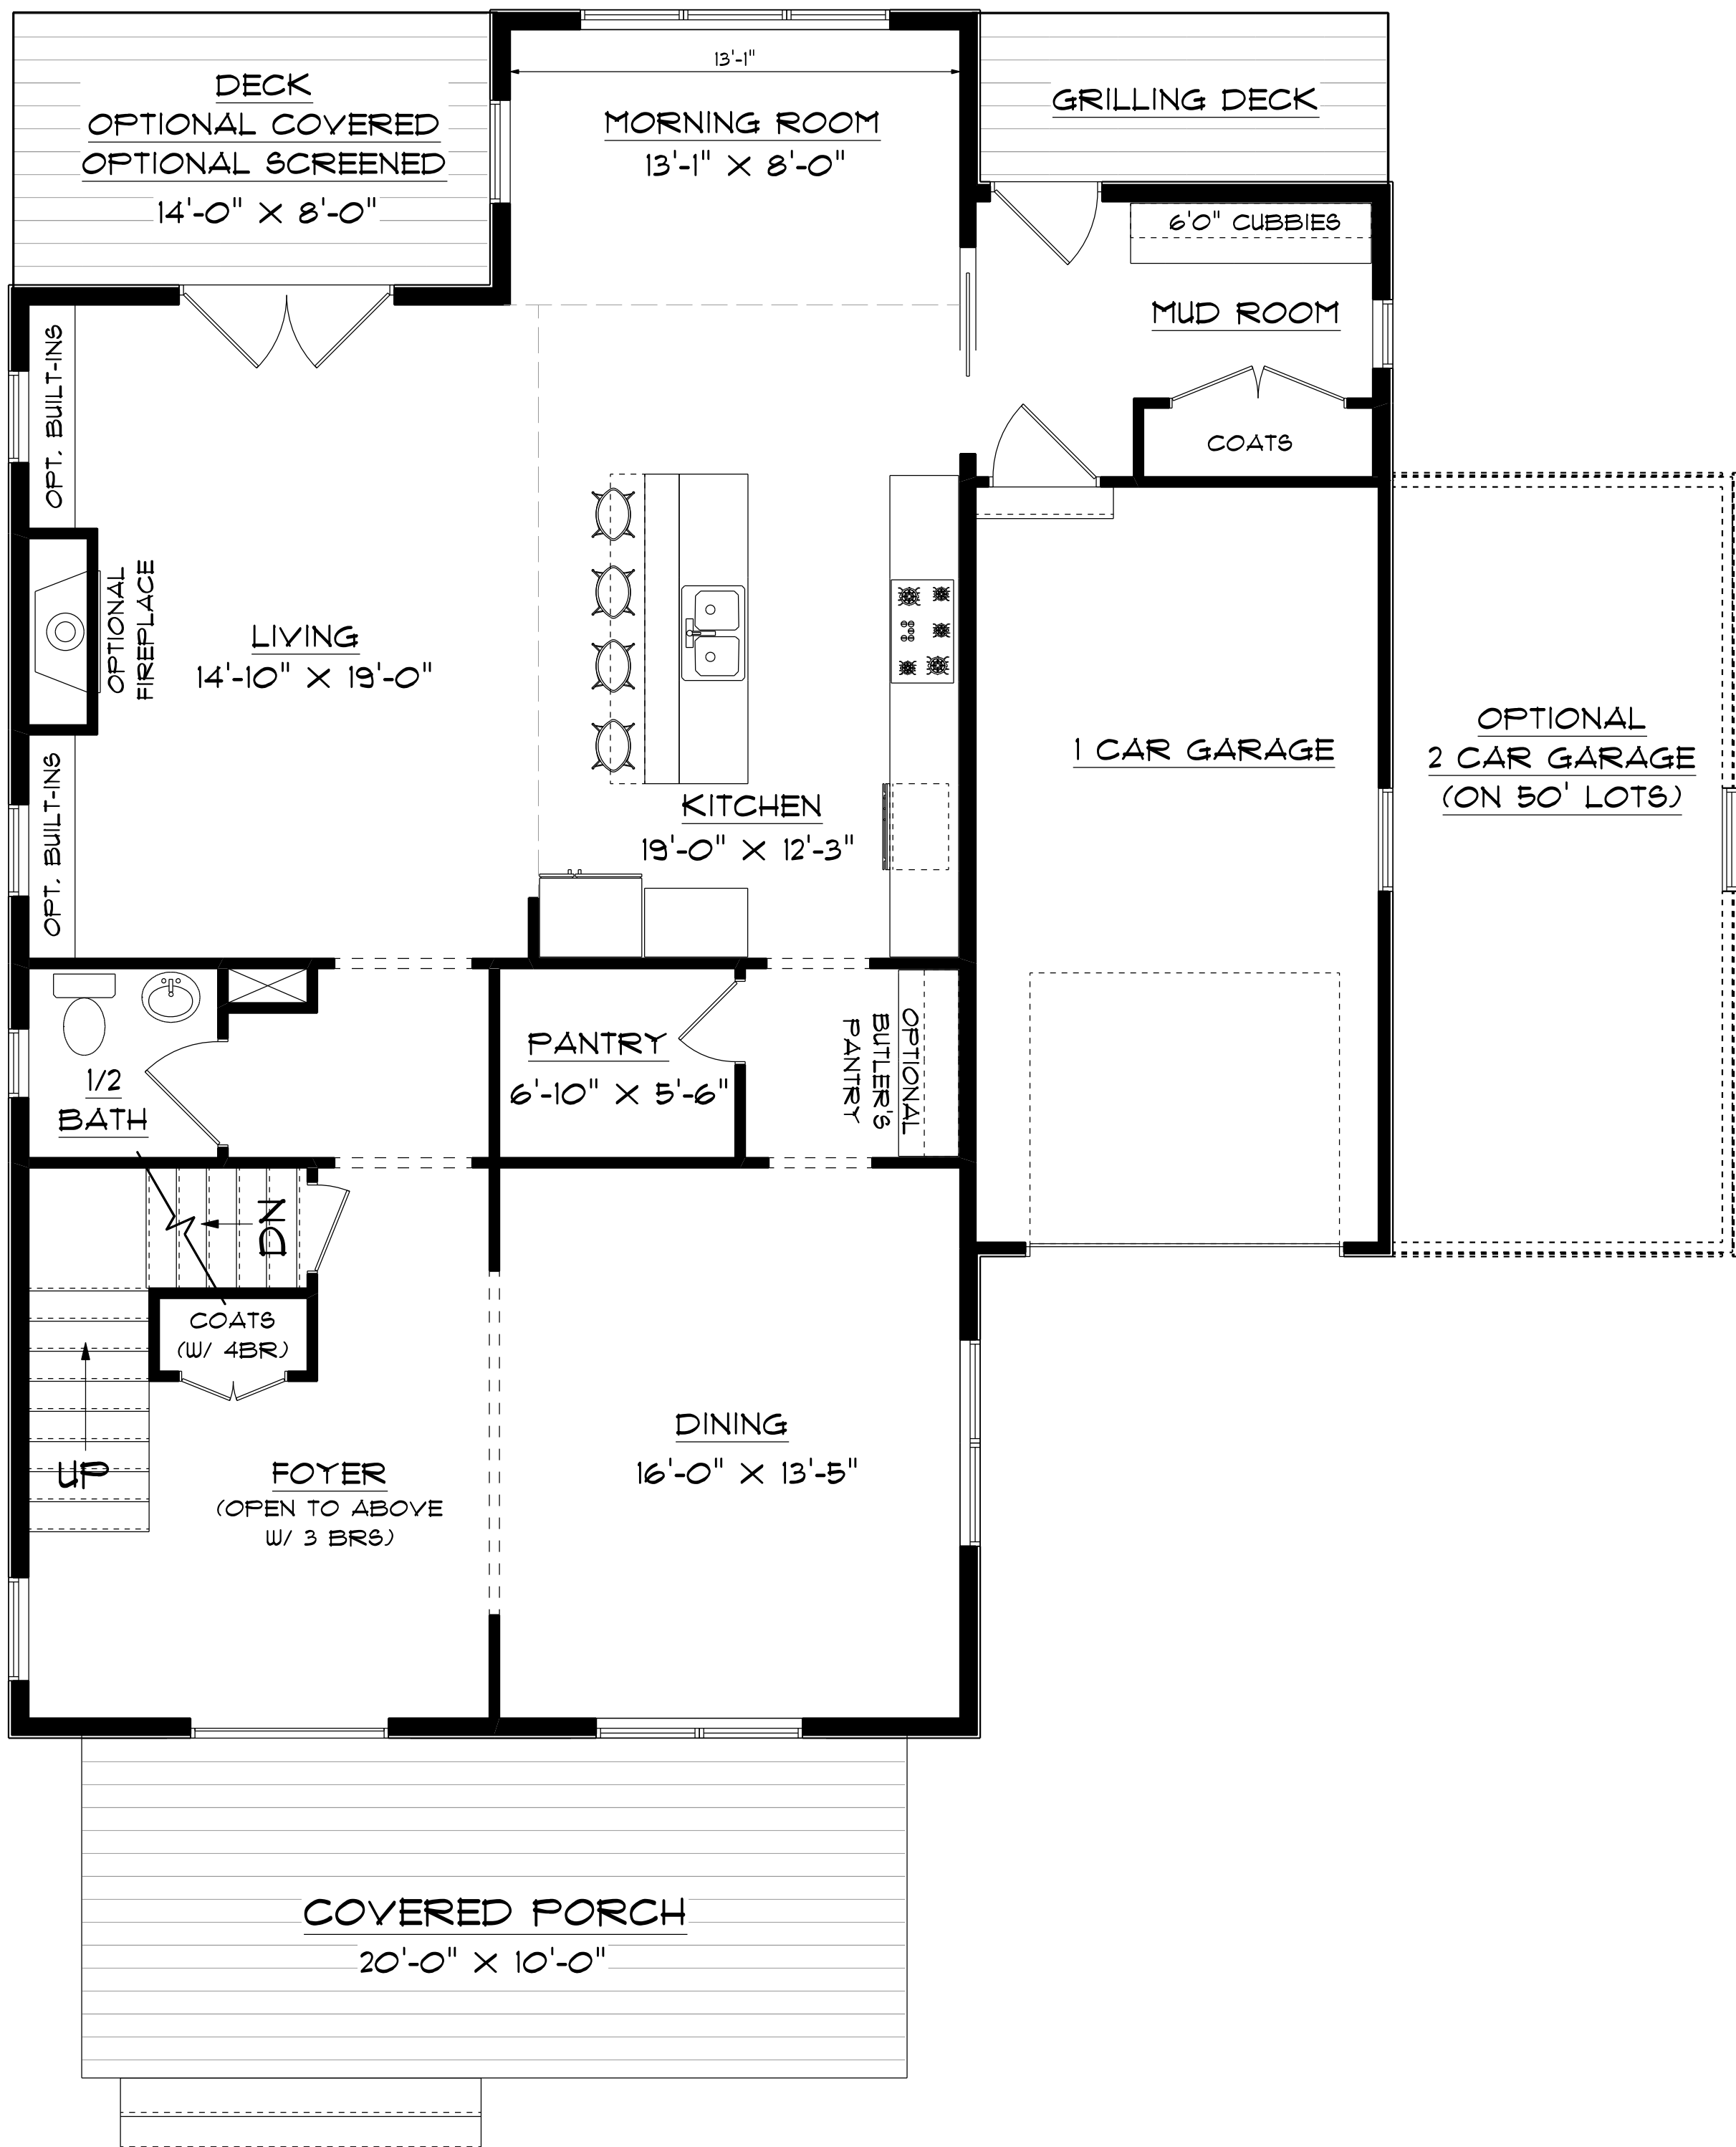 DECK
OPTIONAL COVERED
OPTIONAL SCREENED
14'-0" X 8'-0"
13'-1"
MORNING ROOM
13'-1" X 8'-0"
GRILLING DECK
6'0" CUBBIES
MUD ROOM
COATS
OPT. BUILT-INS
OPTIONAL
FIREPLACE
OPT. BUILT-INS
LIVING
14'-10" X 19'-0"
KITCHEN
19'-0" X 12'-3"
1 CAR GARAGE
OPTIONAL
2 CAR GARAGE
(ON 50' LOTS)
1/2
BATH
PANTRY
6'-10" X 5'-6"
OPTIONAL
BUTLER'S
PANTRY
DN
COATS
(W/ 4BR)
UP
FOYER
(OPEN TO ABOVE
W/ 3 BRS)
DINING
16'-0" X 13'-5"
COVERED PORCH
20'-0" X 10'-0"